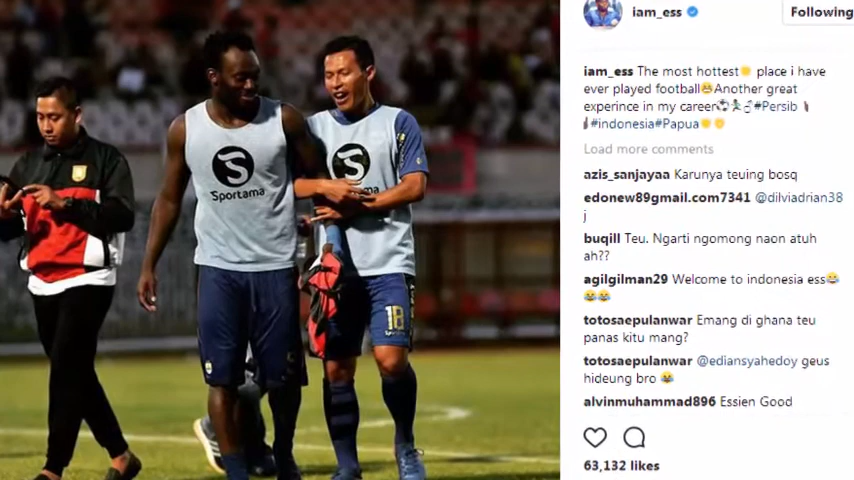 iam_ess
Following
iam_ess The most hottest☀️ place i have
ever played football😁Another great
experince in my career⚽🏃💰#Persib
#indonesia#Papua☀️☀️
Load more comments
azis_sanjayaa Karunya teuing bosq
edonew89gmail.com7341 @dilviadrian38
j
buqill Teu. Ngarti ngomong naon atuh
ah??
agilgilman29 Welcome to indonesia ess😂
😂😂
totosaepulanwar Emang di ghana teu
panas kitu mang?
totosaepulanwar @ediansyahedoy geus
hideung bro 😂
alvinmuhammad896 Essien Good
63,132 likes
Sportama
Sportama
18